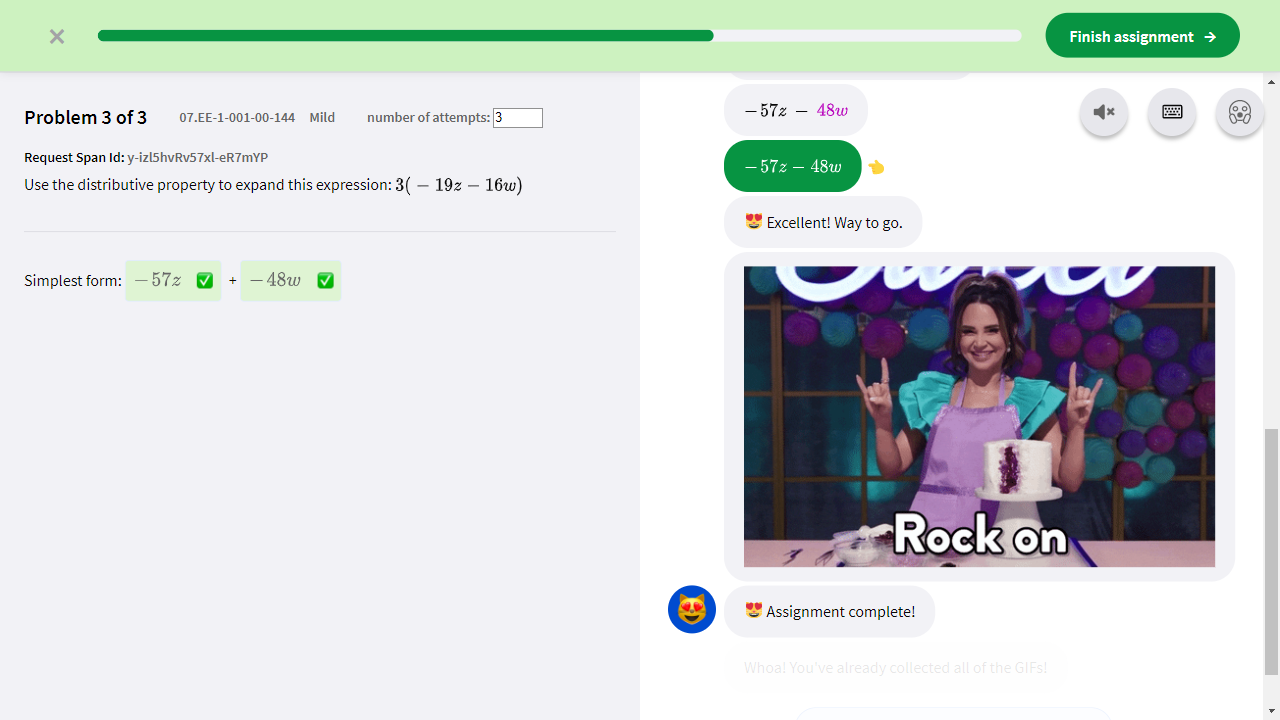 Finish assignment →
Problem 3 of 3 07.EE-1-001-00-144 Mild number of attempts: 3
Request Span Id: y-izl5hvRv57xl-eR7mYP
Use the distributive property to expand this expression: 3(−19z−16w)
Simplest form: −57z ✅ + −48w ✅
−57z − 48w
−57z−48w 👈
😻 Excellent! Way to go.
Sweet
Rock on
😻 Assignment complete!
Whoa! You've already collected all of the GIFs!